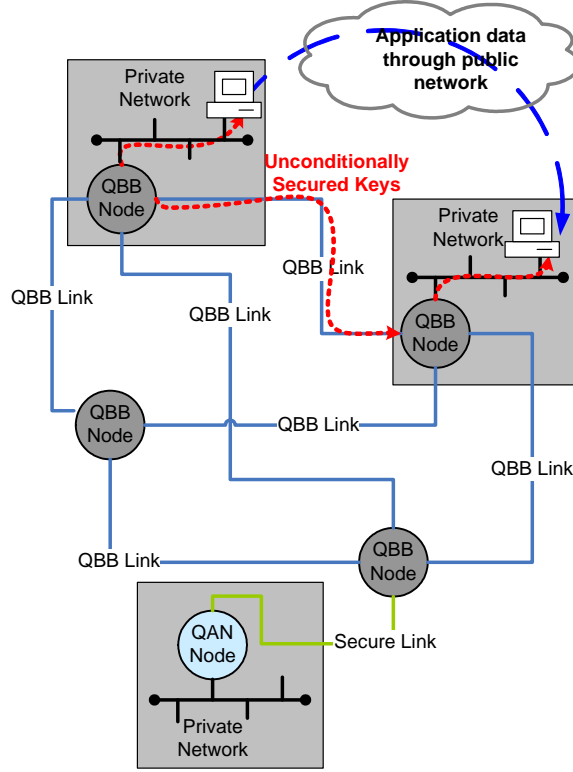 Application data
through public
network
Private
Network
Unconditionally
Secured Keys
QBB
Node
Private
Network
QBB Link
QBB Link
QBB Link
QBB
Node
QBB
Node
QBB Link
QBB Link
QBB Link
QBB
Node
QAN
Node
Secure Link
Private
Network